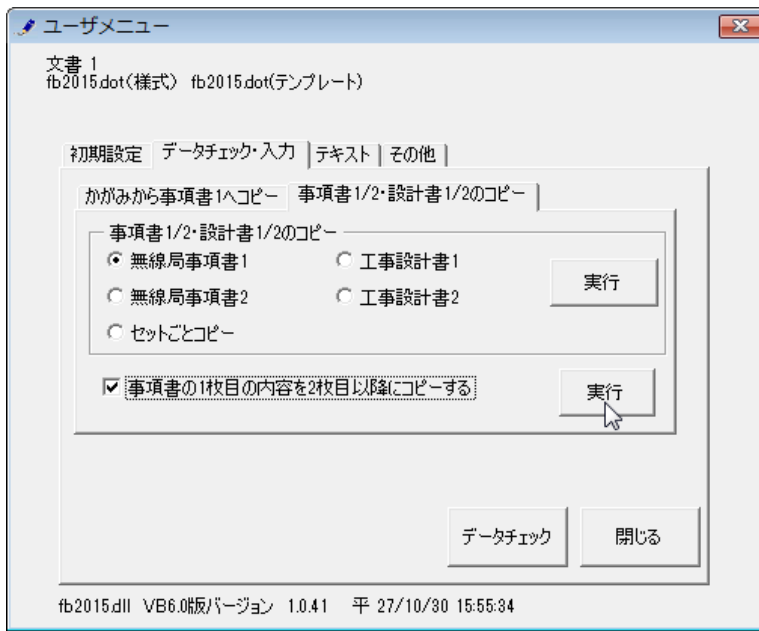 ユーザメニュー
文書 1
fb2015.dot(様式) fb2015.dot(テンプレート)
初期設定 データチェック・入力 テキスト その他
かがみから事項書1へコピー 事項書1/2・設計書1/2のコピー
事項書1/2・設計書1/2のコピー
無線局事項書1 工事設計書1
実行
無線局事項書2 工事設計書2
セットごとコピー
事項書の1枚目の内容を2枚目以降にコピーする
実行
データチェック 閉じる
fb2015.dll VB6.0版バージョン 1.0.41 平 27/10/30 15:55:34